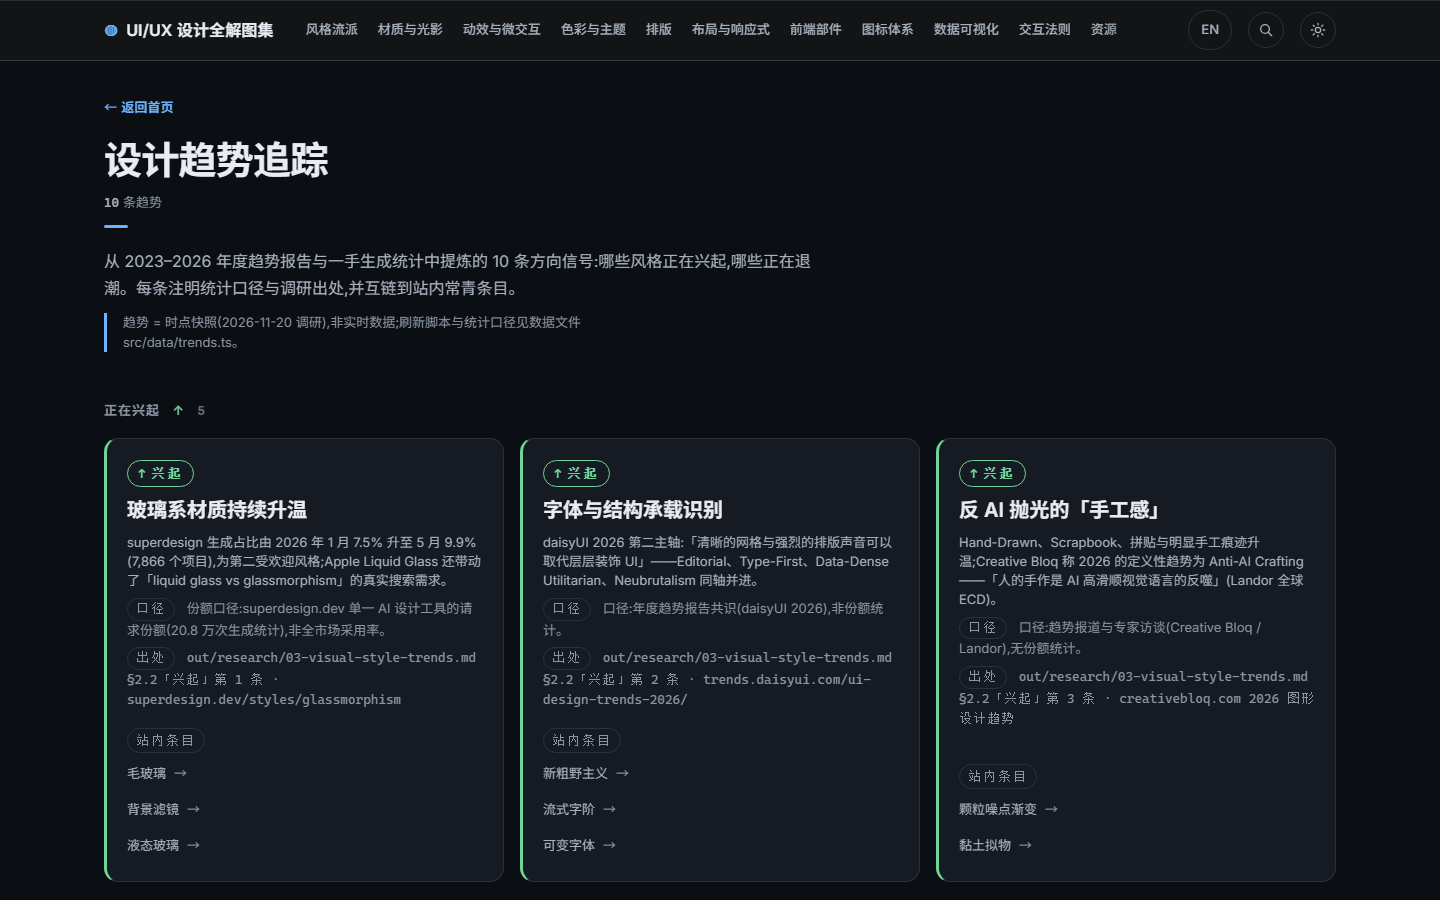 UI/UX 设计全解图集
风格流派 材质与光影 动效与微交互 色彩与主题 排版 布局与响应式 前端部件 图标体系 数据可视化 交互法则 资源
EN
← 返回首页
设计趋势追踪
10 条趋势
从 2023–2026 年度趋势报告与一手生成统计中提炼的 10 条方向信号:哪些风格正在兴起,哪些正在退
潮。每条注明统计口径与调研出处,并互链到站内常青条目。
趋势 = 时点快照(2026-11-20 调研),非实时数据;刷新脚本与统计口径见数据文件
src/data/trends.ts。
正在兴起 ↑ 5
↑ 兴起
玻璃系材质持续升温
superdesign 生成占比由 2026 年 1 月 7.5% 升至 5 月 9.9%
(7,866 个项目),为第二受欢迎风格;Apple Liquid Glass 还带动
了「liquid glass vs glassmorphism」的真实搜索需求。
口径 份额口径:superdesign.dev 单一 AI 设计工具的请
求份额(20.8 万次生成统计),非全市场采用率。
出处 out/research/03-visual-style-trends.md
§2.2「兴起」第 1 条 ·
superdesign.dev/styles/glassmorphism
站内条目
毛玻璃 →
背景滤镜 →
液态玻璃 →
↑ 兴起
字体与结构承载识别
daisyUI 2026 第二主轴:「清晰的网格与强烈的排版声音可以
取代层层装饰 UI」——Editorial、Type-First、Data-Dense
Utilitarian、Neubrutalism 同轴并进。
口径 口径:年度趋势报告共识(daisyUI 2026),非份额统
计。
出处 out/research/03-visual-style-trends.md
§2.2「兴起」第 2 条 · trends.daisyui.com/ui-
design-trends-2026/
站内条目
新粗野主义 →
流式字阶 →
可变字体 →
↑ 兴起
反 AI 抛光的「手工感」
Hand-Drawn、Scrapbook、拼贴与明显手工痕迹升
温;Creative Bloq 称 2026 的定义性趋势为 Anti-AI Crafting
——「人的手作是 AI 高滑顺视觉语言的反噬」(Landor 全球
ECD)。
口径 口径:趋势报道与专家访谈(Creative Bloq /
Landor),无份额统计。
出处 out/research/03-visual-style-trends.md
§2.2「兴起」第 3 条 · creativebloq.com 2026 图形
设计趋势
站内条目
颗粒噪点渐变 →
黏土拟物 →